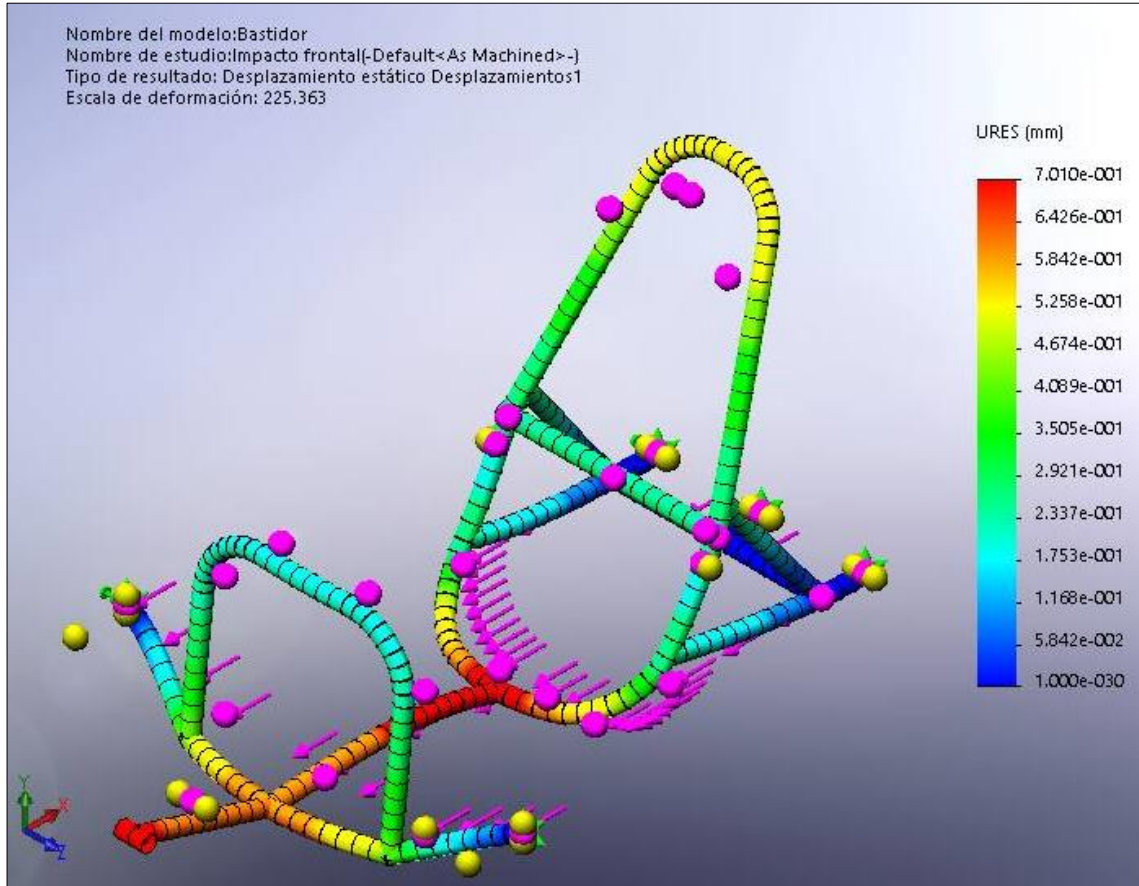 Nombre del modelo:Bastidor
Nombre de estudio:Impacto frontal(-Default<As Machined>-)
Tipo de resultado: Desplazamiento estático Desplazamientos1
Escala de deformación: 225.363
URES (mm)
7.010e-001
6.426e-001
5.842e-001
5.258e-001
4.674e-001
4.089e-001
3.505e-001
2.921e-001
2.337e-001
1.753e-001
1.168e-001
5.842e-002
1.000e-030
Y
X
Z